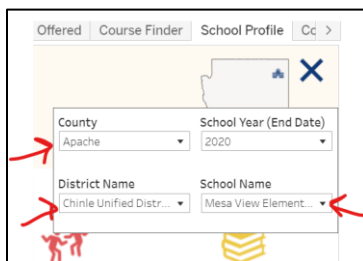 Offered Course Finder School Profile Cc >
County School Year (End Date)
Apache 2020
District Name School Name
Chinle Unified Distr... Mesa View Element...